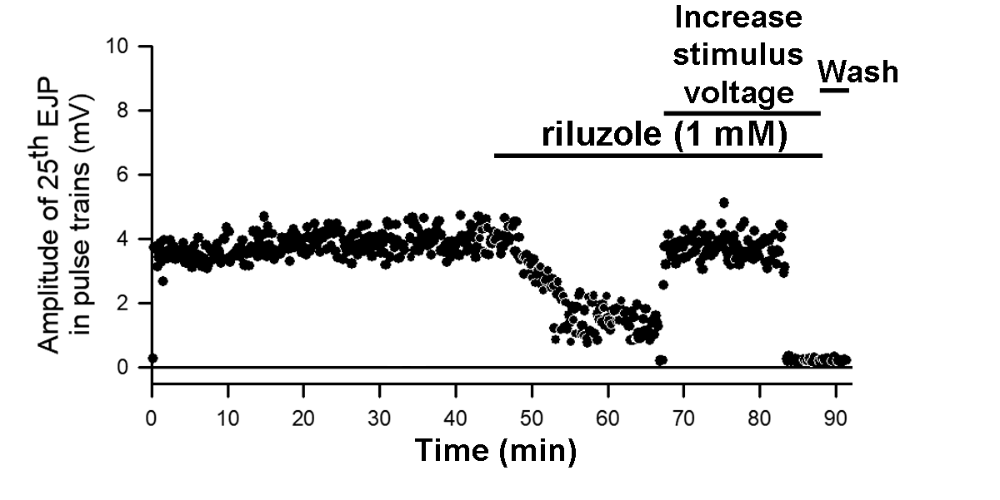 Increase
stimulus
voltage
Wash
riluzole (1 mM)
Amplitude of 25th EJP
in pulse trains (mV)
10
8
6
4
2
0
0 10 20 30 40 50 60 70 80 90
Time (min)